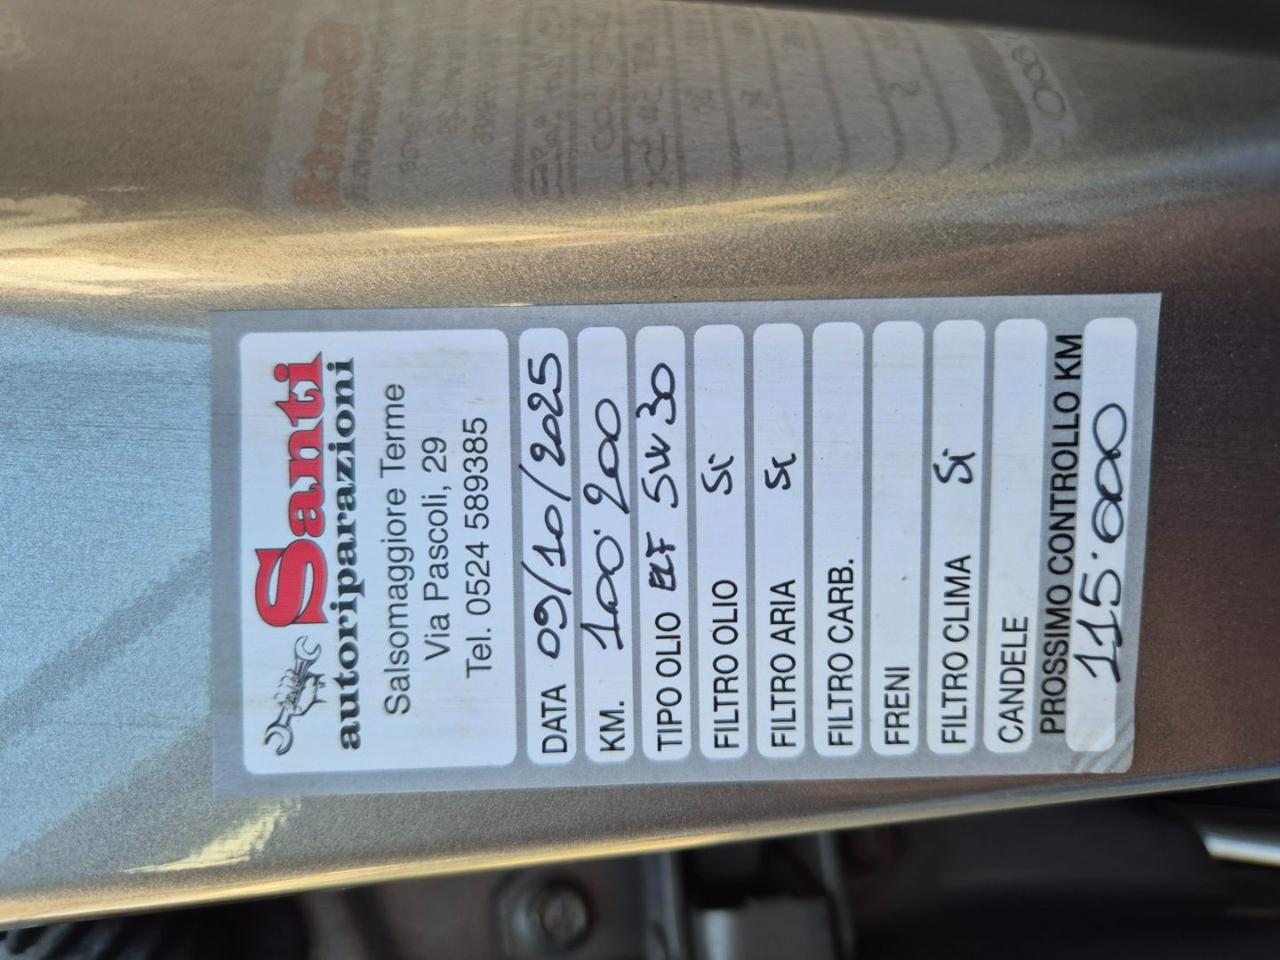 Santi
autoriparazioni
Salsomaggiore Terme
Via Pascoli, 29
Tel. 0524 589385
DATA 09/10/2025
KM. 100.200
TIPO OLIO ELF 5W30
FILTRO OLIO Si
FILTRO ARIA Si
FILTRO CARB.
FRENI
FILTRO CLIMA Si
CANDELE
PROSSIMO CONTROLLO KM
115.000